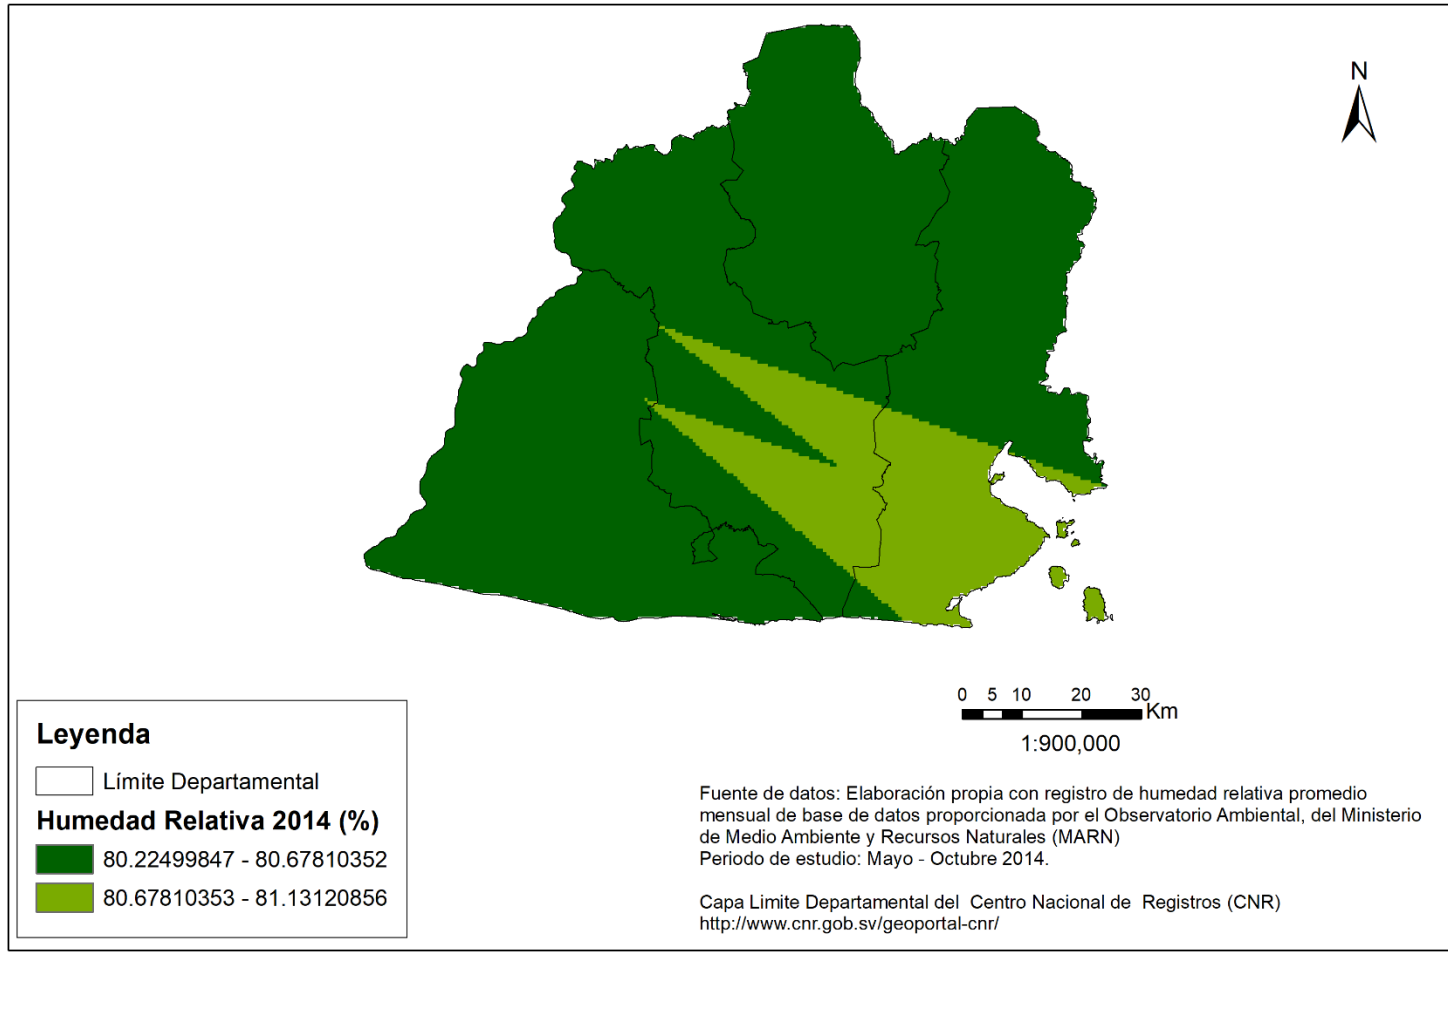 N
0 5 10 20 30
Km
1:900,000
Leyenda
Límite Departamental
Humedad Relativa 2014 (%)
80.22499847 - 80.67810352
80.67810353 - 81.13120856
Fuente de datos: Elaboración propia con registro de humedad relativa promedio
mensual de base de datos proporcionada por el Observatorio Ambiental, del Ministerio
de Medio Ambiente y Recursos Naturales (MARN)
Periodo de estudio: Mayo - Octubre 2014.
Capa Limite Departamental del Centro Nacional de Registros (CNR)
http://www.cnr.gob.sv/geoportal-cnr/